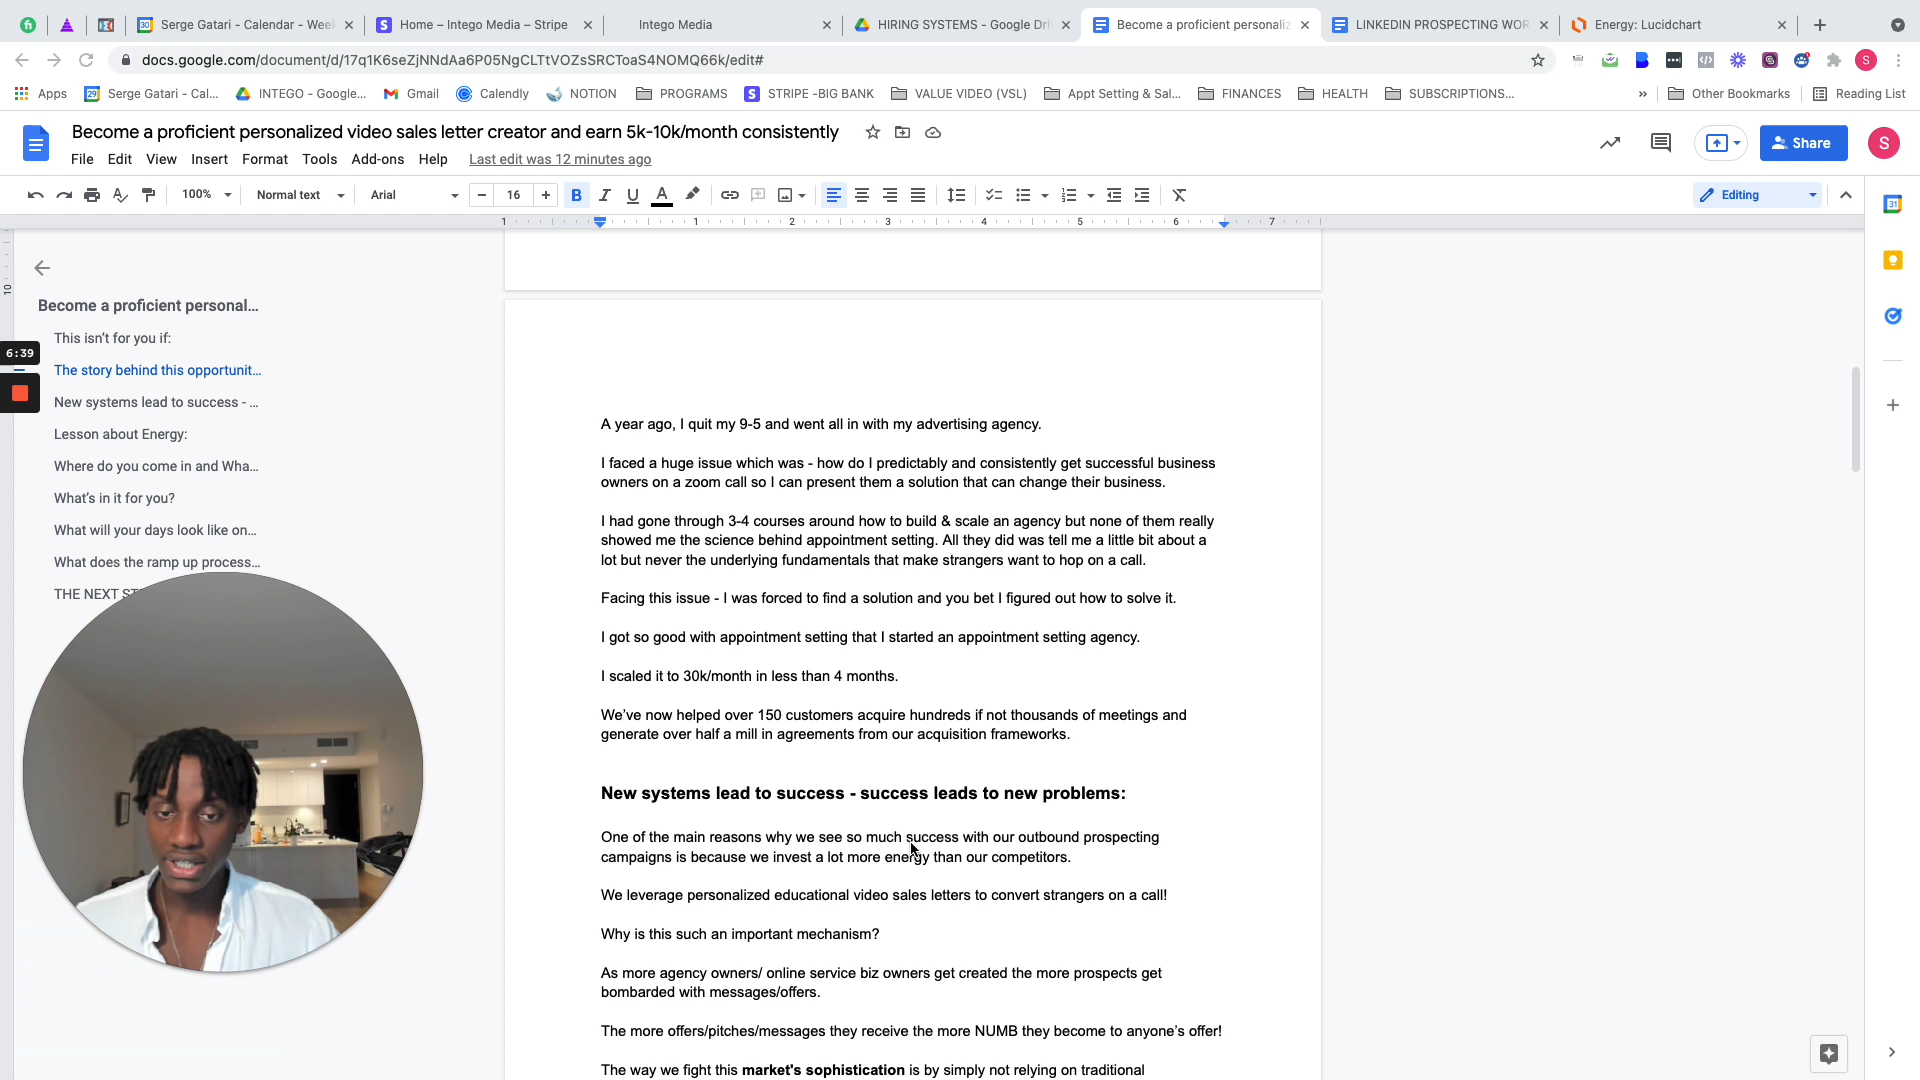 Serge Gatari - Calendar - Wee
Home – Intego Media – Stripe
Intego Media
HIRING SYSTEMS - Google Dri
Become a proficient personaliz
LINKEDIN PROSPECTING WOR
Energy: Lucidchart
docs.google.com/document/d/17q1K6seZjNNdAa6P05NgCLTtVOZsSRCToaS4NOMQ66k/edit#
S
Apps
Serge Gatari - Cal...
INTEGO - Google...
Gmail
Calendly
NOTION
PROGRAMS
STRIPE -BIG BANK
VALUE VIDEO (VSL)
Appt Setting & Sal...
FINANCES
HEALTH
SUBSCRIPTIONS...
»
Other Bookmarks
Reading List
Become a proficient personalized video sales letter creator and earn 5k-10k/month consistently
File Edit View Insert Format Tools Add-ons Help Last edit was 12 minutes ago
Share
S
100%
Normal text
Arial
16
B I U A
Editing
1 1 2 3 4 5 6 7
10
Become a proficient personal...
This isn't for you if:
The story behind this opportunit...
New systems lead to success - ...
Lesson about Energy:
Where do you come in and Wha...
What's in it for you?
What will your days look like on...
What does the ramp up process...
THE NEXT
6:39
A year ago, I quit my 9-5 and went all in with my advertising agency.
I faced a huge issue which was - how do I predictably and consistently get successful business
owners on a zoom call so I can present them a solution that can change their business.
I had gone through 3-4 courses around how to build & scale an agency but none of them really
showed me the science behind appointment setting. All they did was tell me a little bit about a
lot but never the underlying fundamentals that make strangers want to hop on a call.
Facing this issue - I was forced to find a solution and you bet I figured out how to solve it.
I got so good with appointment setting that I started an appointment setting agency.
I scaled it to 30k/month in less than 4 months.
We've now helped over 150 customers acquire hundreds if not thousands of meetings and
generate over half a mill in agreements from our acquisition frameworks.
New systems lead to success - success leads to new problems:
One of the main reasons why we see so much success with our outbound prospecting
campaigns is because we invest a lot more energy than our competitors.
We leverage personalized educational video sales letters to convert strangers on a call!
Why is this such an important mechanism?
As more agency owners/ online service biz owners get created the more prospects get
bombarded with messages/offers.
The more offers/pitches/messages they receive the more NUMB they become to anyone's offer!
The way we fight this market's sophistication is by simply not relying on traditional